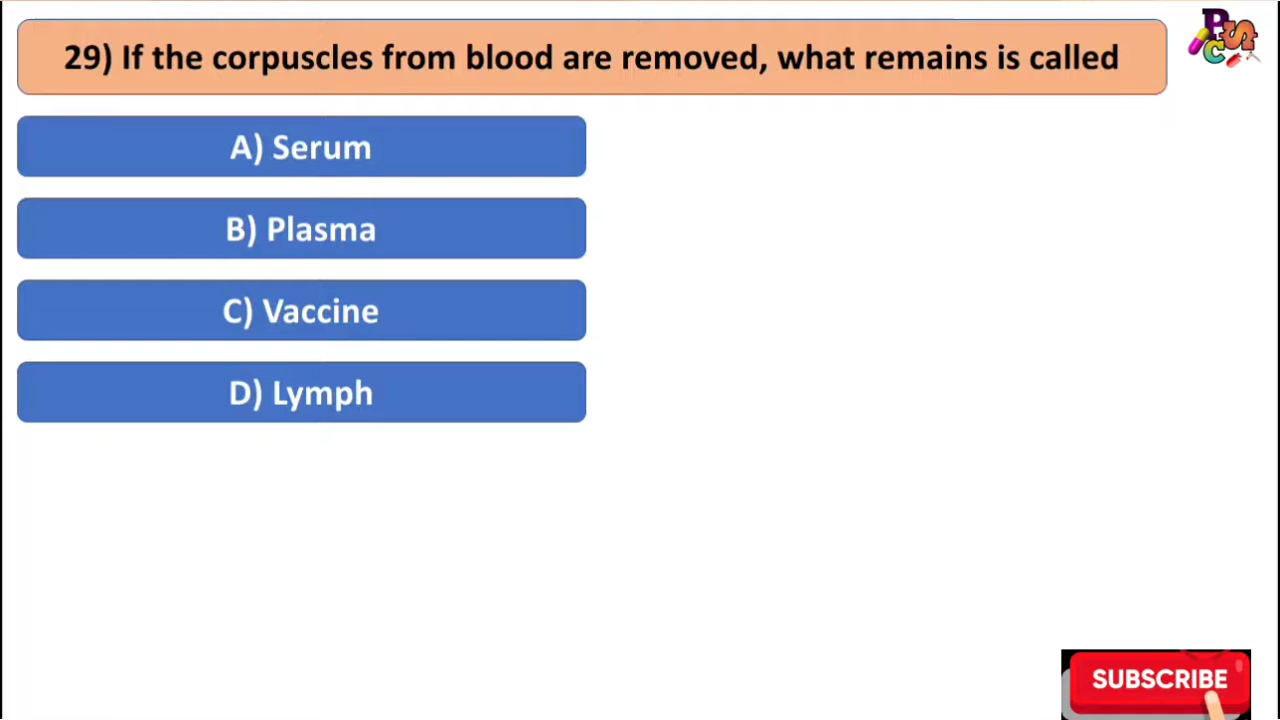 29) If the corpuscles from blood are removed, what remains is called
A) Serum
B) Plasma
C) Vaccine
D) Lymph
SUBSCRIBE